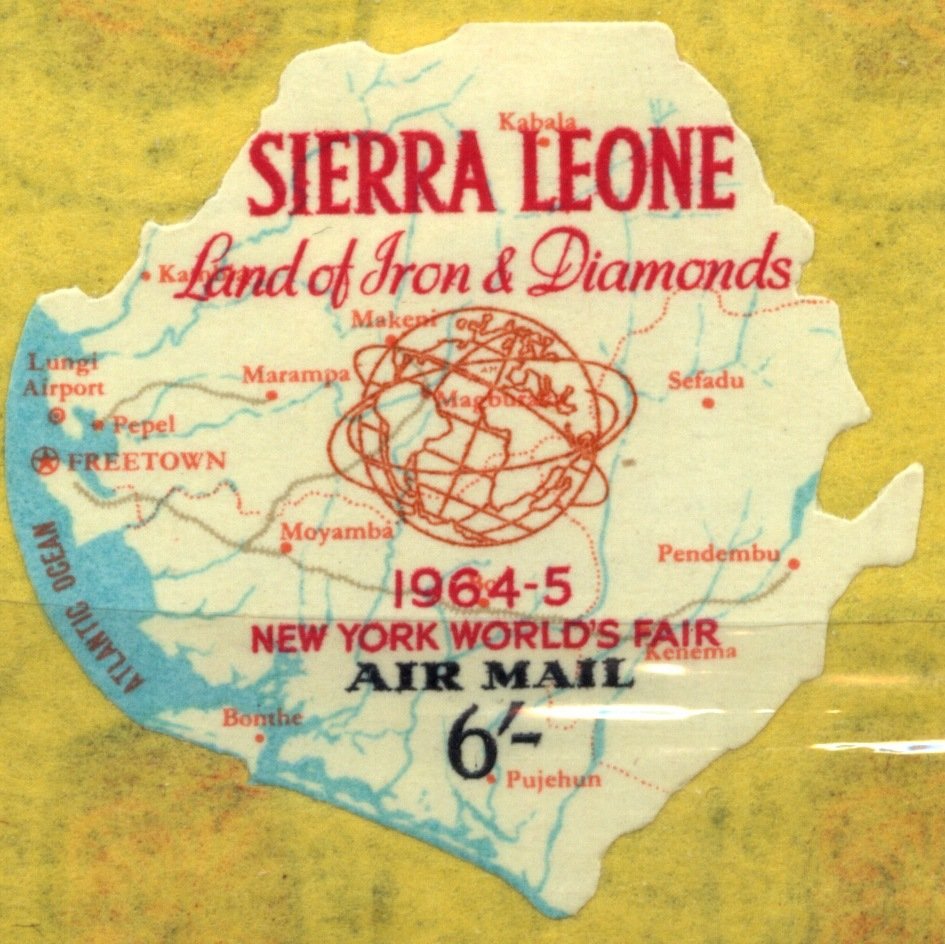 Kabala
SIERRA LEONE
Land of Iron & Diamonds
Makeni
Lungi
Airport
Marampa
Sefadu
Pepel
FREETOWN
Moyamba
Pendembu
ATLANTIC OCEAN
1964-5
NEW YORK WORLD'S FAIR
Kenema
AIR MAIL
Bonthe
6/-
Pujehun